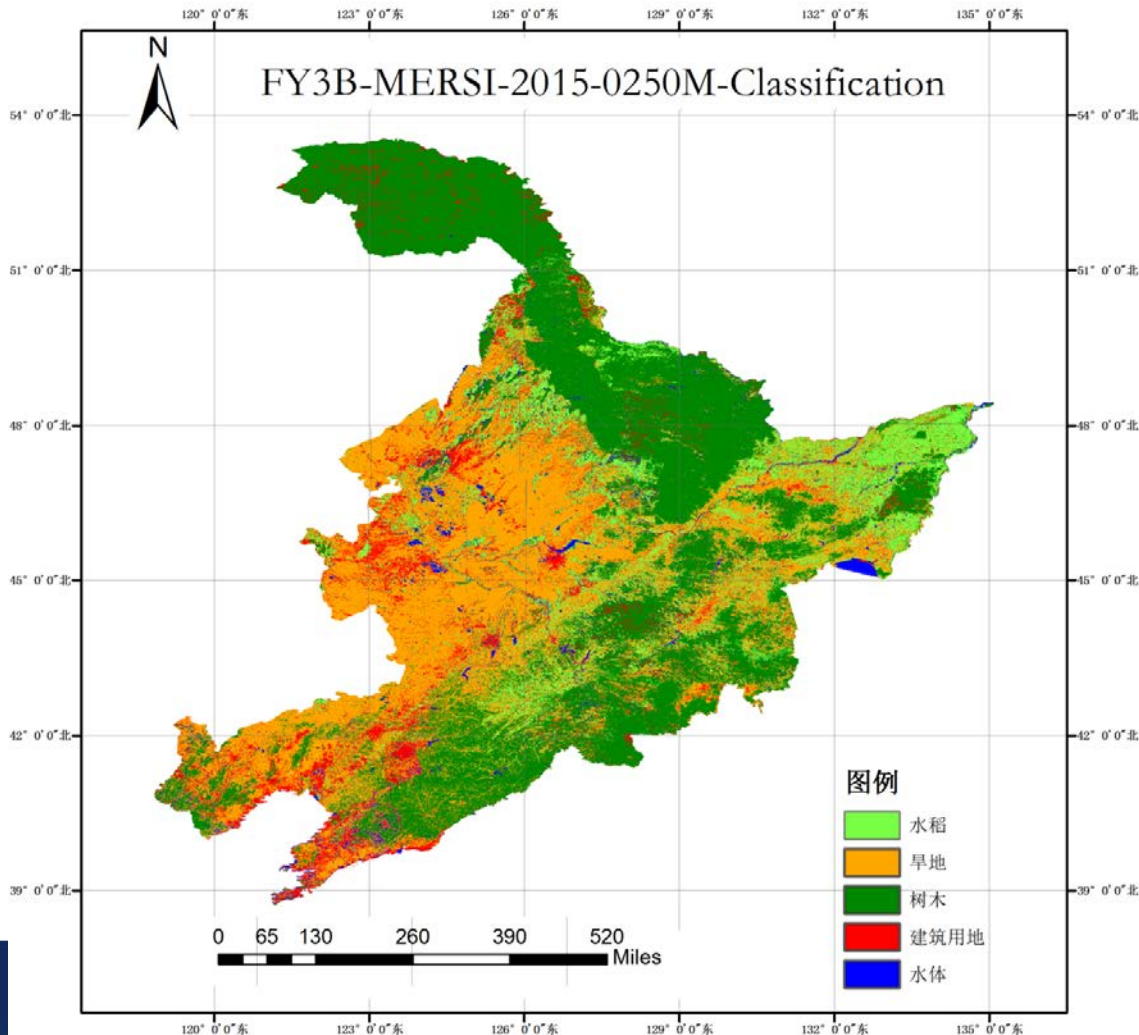 120° 0'0"东 123° 0'0"东 126° 0'0"东 129° 0'0"东 132° 0'0"东 135° 0'0"东
N
FY3B-MERSI-2015-0250M-Classification
54° 0'0"北 54° 0'0"北
51° 0'0"北 51° 0'0"北
48° 0'0"北 48° 0'0"北
45° 0'0"北 45° 0'0"北
42° 0'0"北 42° 0'0"北
图例
水稻
旱地
39° 0'0"北 39° 0'0"北
树木
建筑用地
0 65 130 260 390 520
Miles
水体
120° 0'0"东 123° 0'0"东 126° 0'0"东 129° 0'0"东 132° 0'0"东 135° 0'0"东